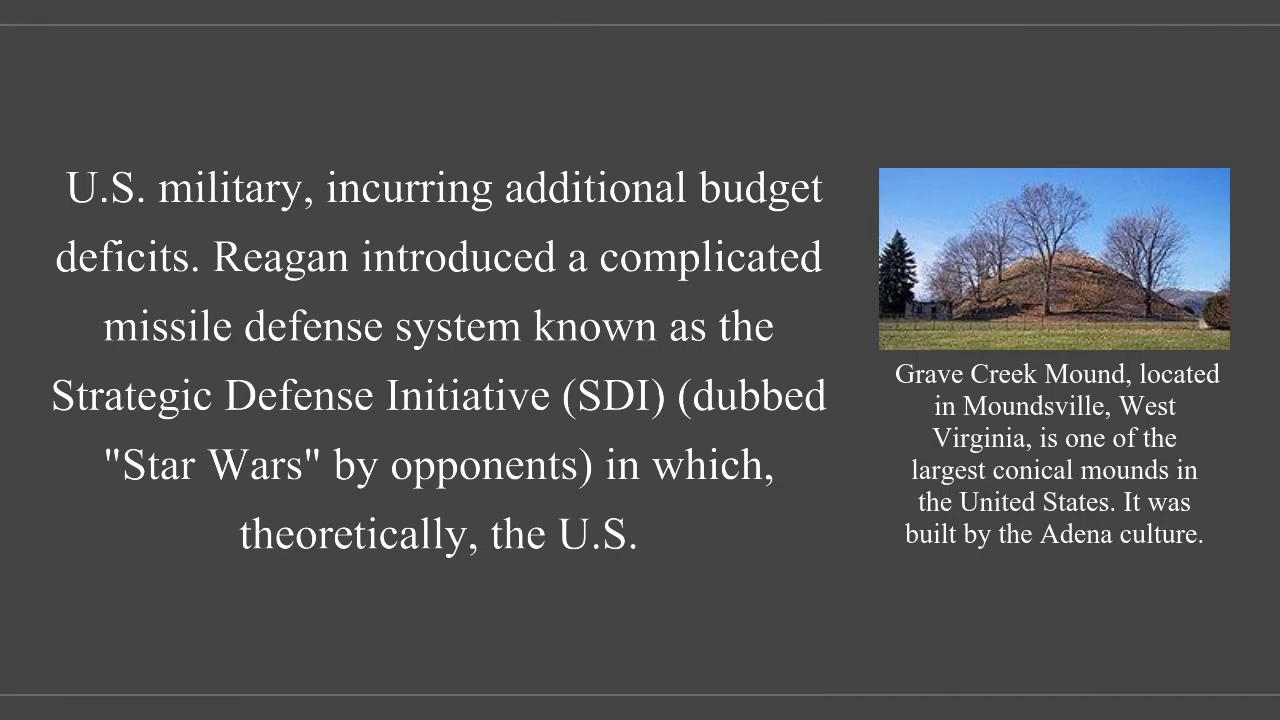 U.S. military, incurring additional budget
deficits. Reagan introduced a complicated
missile defense system known as the
Strategic Defense Initiative (SDI) (dubbed
"Star Wars" by opponents) in which,
theoretically, the U.S.
Grave Creek Mound, located
in Moundsville, West
Virginia, is one of the
largest conical mounds in
the United States. It was
built by the Adena culture.